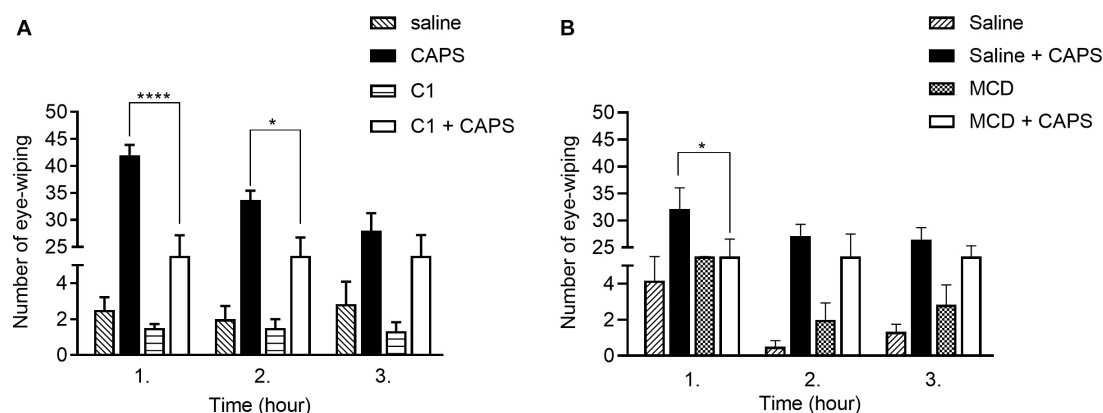 A
saline
CAPS
C1
C1 + CAPS
Number of eye-wiping
50
45
40
35
30
25
4
2
0
****
*
1.
2.
3.
Time (hour)
B
Saline
Saline + CAPS
MCD
MCD + CAPS
Number of eye-wiping
50
45
40
35
30
25
4
2
0
*
1.
2.
3.
Time (hour)